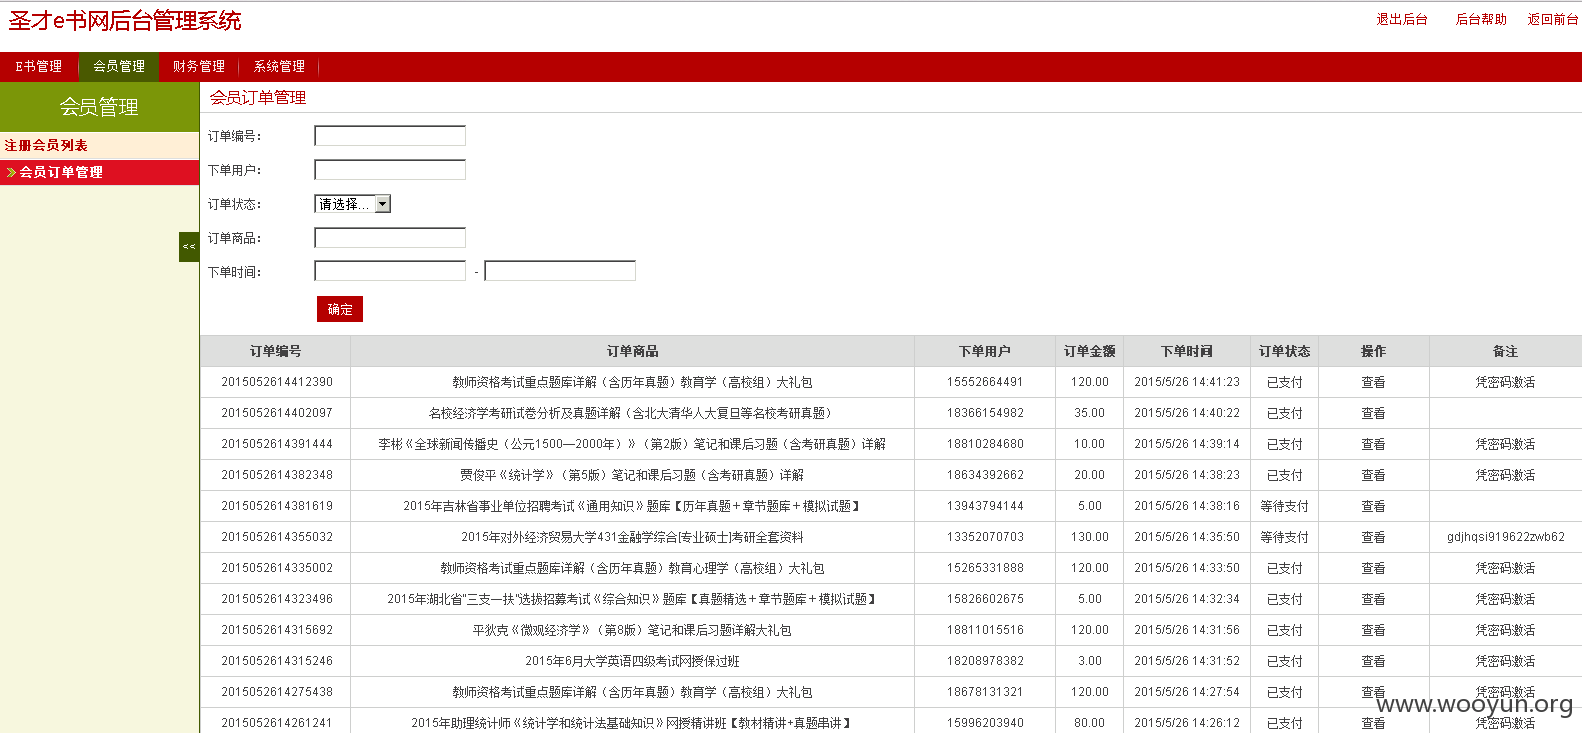 圣才e书网后台管理系统
退出后台 后台帮助 返回前台
E书管理 会员管理 财务管理 系统管理
会员管理
会员订单管理
注册会员列表
会员订单管理
<<
订单编号：
下单用户：
订单状态： 请选择...
订单商品：
下单时间： -
确定
订单编号 订单商品 下单用户 订单金额 下单时间 订单状态 操作 备注
2015052614412390 教师资格考试重点题库详解（含历年真题）教育学（高校组）大礼包 15552664491 120.00 2015/5/26 14:41:23 已支付 查看 凭密码激活
2015052614402097 名校经济学考研试卷分析及真题详解（含北大清华人大复旦等名校考研真题） 18366154982 35.00 2015/5/26 14:40:22 已支付 查看
2015052614391444 李彬《全球新闻传播史（公元1500—2000年）》（第2版）笔记和课后习题（含考研真题）详解 18810284680 10.00 2015/5/26 14:39:14 已支付 查看 凭密码激活
2015052614382348 贾俊平《统计学》（第5版）笔记和课后习题（含考研真题）详解 18634392662 20.00 2015/5/26 14:38:23 已支付 查看 凭密码激活
2015052614381619 2015年吉林省事业单位招聘考试《通用知识》题库【历年真题＋章节题库＋模拟试题】 13943794144 5.00 2015/5/26 14:38:16 等待支付 查看
2015052614355032 2015年对外经济贸易大学431金融学综合[专业硕士]考研全套资料 13352070703 130.00 2015/5/26 14:35:50 等待支付 查看 gdjhqsi919622zwb62
2015052614335002 教师资格考试重点题库详解（含历年真题）教育心理学（高校组）大礼包 15265331888 120.00 2015/5/26 14:33:50 已支付 查看 凭密码激活
2015052614323496 2015年湖北省"三支一扶"选拔招募考试《综合知识》题库【真题精选＋章节题库＋模拟试题】 15826602675 5.00 2015/5/26 14:32:34 已支付 查看 凭密码激活
2015052614315692 平狄克《微观经济学》（第8版）笔记和课后习题详解大礼包 18811015516 120.00 2015/5/26 14:31:56 已支付 查看 凭密码激活
2015052614315246 2015年6月大学英语四级考试网授保过班 18208978382 3.00 2015/5/26 14:31:52 已支付 查看 凭密码激活
2015052614275438 教师资格考试重点题库详解（含历年真题）教育学（高校组）大礼包 18678131321 120.00 2015/5/26 14:27:54 已支付 查看 凭密码激活
2015052614261241 2015年助理统计师《统计学和统计法基础知识》网授精讲班【教材精讲+真题串讲】 15996203940 80.00 2015/5/26 14:26:12 已支付 查看 凭密码激活
www.wooyun.org